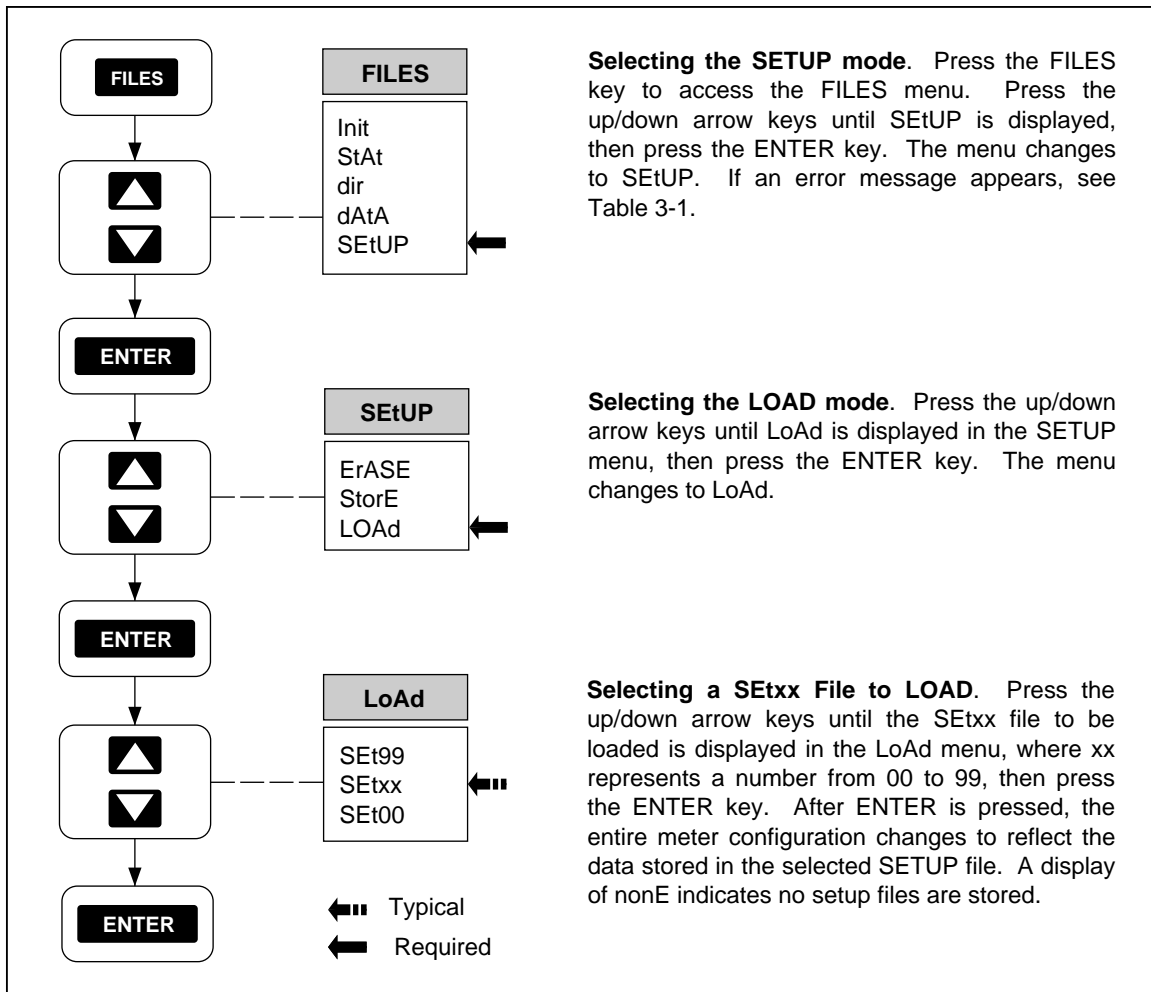 FILES
FILES
Init
StAt
dir
dAtA
SEtUP
Selecting the SETUP mode. Press the FILES
key to access the FILES menu. Press the
up/down arrow keys until SEtUP is displayed,
then press the ENTER key. The menu changes
to SEtUP. If an error message appears, see
Table 3-1.
ENTER
SEtUP
ErASE
StorE
LOAd
Selecting the LOAD mode. Press the up/down
arrow keys until LoAd is displayed in the SETUP
menu, then press the ENTER key. The menu
changes to LoAd.
ENTER
LoAd
SEt99
SEtxx
SEt00
Selecting a SEtxx File to LOAD. Press the
up/down arrow keys until the SEtxx file to be
loaded is displayed in the LoAd menu, where xx
represents a number from 00 to 99, then press
the ENTER key. After ENTER is pressed, the
entire meter configuration changes to reflect the
data stored in the selected SETUP file. A display
of nonE indicates no setup files are stored.
ENTER
Typical
Required